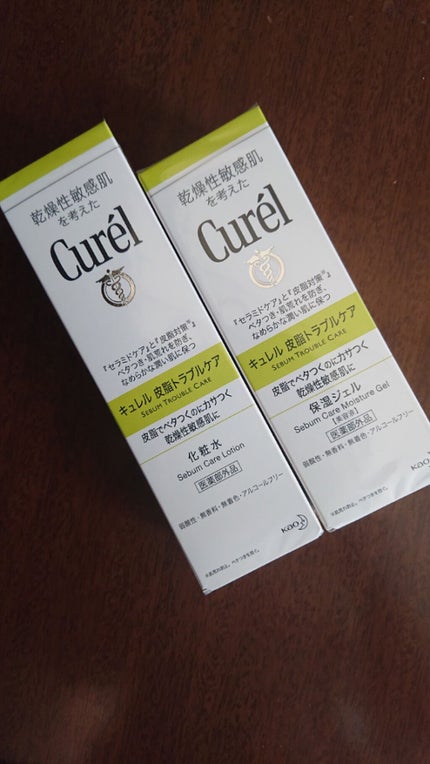 乾燥性敏感肌
を考えた
Curél
『セラミドケア』と『皮脂対策※』
ベタつき・肌荒れを防ぎ、
なめらかな潤い肌に保つ
キュレル 皮脂トラブルケア
SEBUM TROUBLE CARE
皮脂でベタつくのにカサつく
乾燥性敏感肌に
化粧水
Sebum Care Lotion
医薬部外品
弱酸性・無香料・無着色・アルコールフリー
Kao
乾燥性敏感肌
を考えた
Curél
『セラミドケア』と『皮脂対策※』
ベタつき・肌荒れを防ぎ、
なめらかな潤い肌に保つ
キュレル 皮脂トラブルケア
SEBUM TROUBLE CARE
皮脂でベタつくのにカサつく
乾燥性敏感肌に
保湿ジェル
Sebum Care Moisture Gel
[美容液]
医薬部外品
弱酸性・無香料・無着色・アルコールフリー
Kao